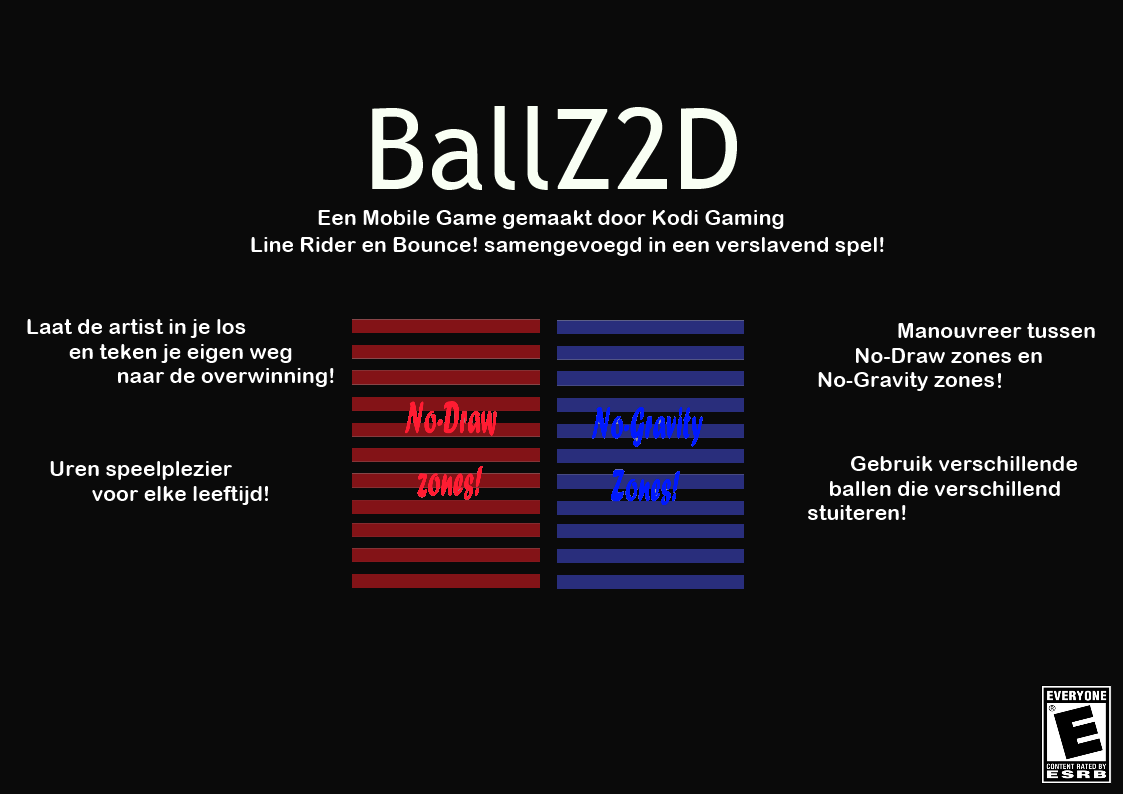 BallZ2D
Een Mobile Game gemaakt door Kodi Gaming
Line Rider en Bounce! samengevoegd in een verslavend spel!
Laat de artist in je los
en teken je eigen weg
naar de overwinning!
Uren speelplezier
voor elke leeftijd!
No-Draw
zones!
No-Gravity
Zones!
Manouvreer tussen
No-Draw zones en
No-Gravity zones!
Gebruik verschillende
ballen die verschillend
stuiteren!
EVERYONE
E
®
CONTENT RATED BY
ESRB